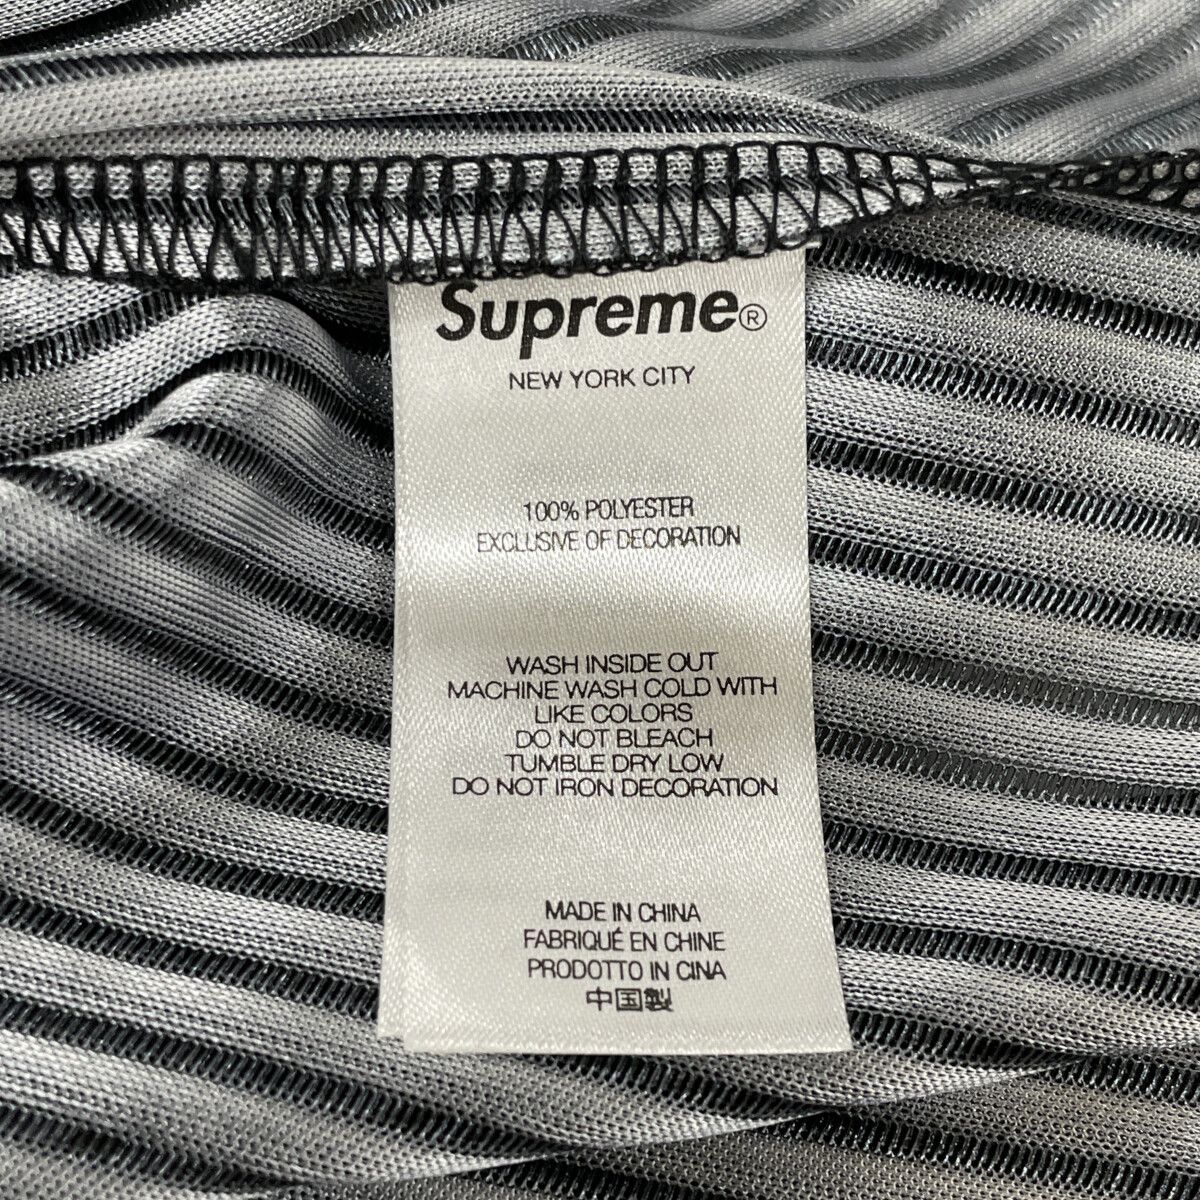 Supreme®
NEW YORK CITY
100% POLYESTER
EXCLUSIVE OF DECORATION
WASH INSIDE OUT
MACHINE WASH COLD WITH
LIKE COLORS
DO NOT BLEACH
TUMBLE DRY LOW
DO NOT IRON DECORATION
MADE IN CHINA
FABRIQUÉ EN CHINE
PRODOTTO IN CINA
中国製